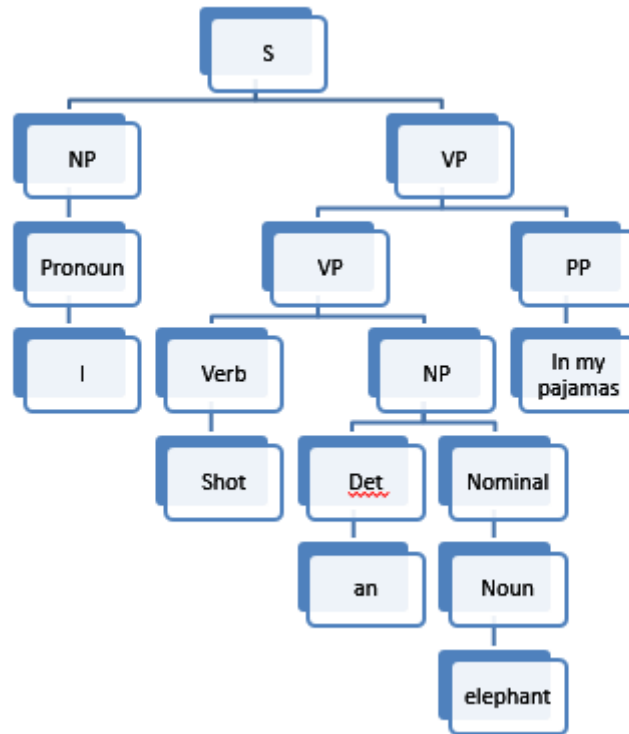 S
NP VP
Pronoun VP PP
I Verb NP In my
pajamas
Shot Det Nominal
an Noun
elephant